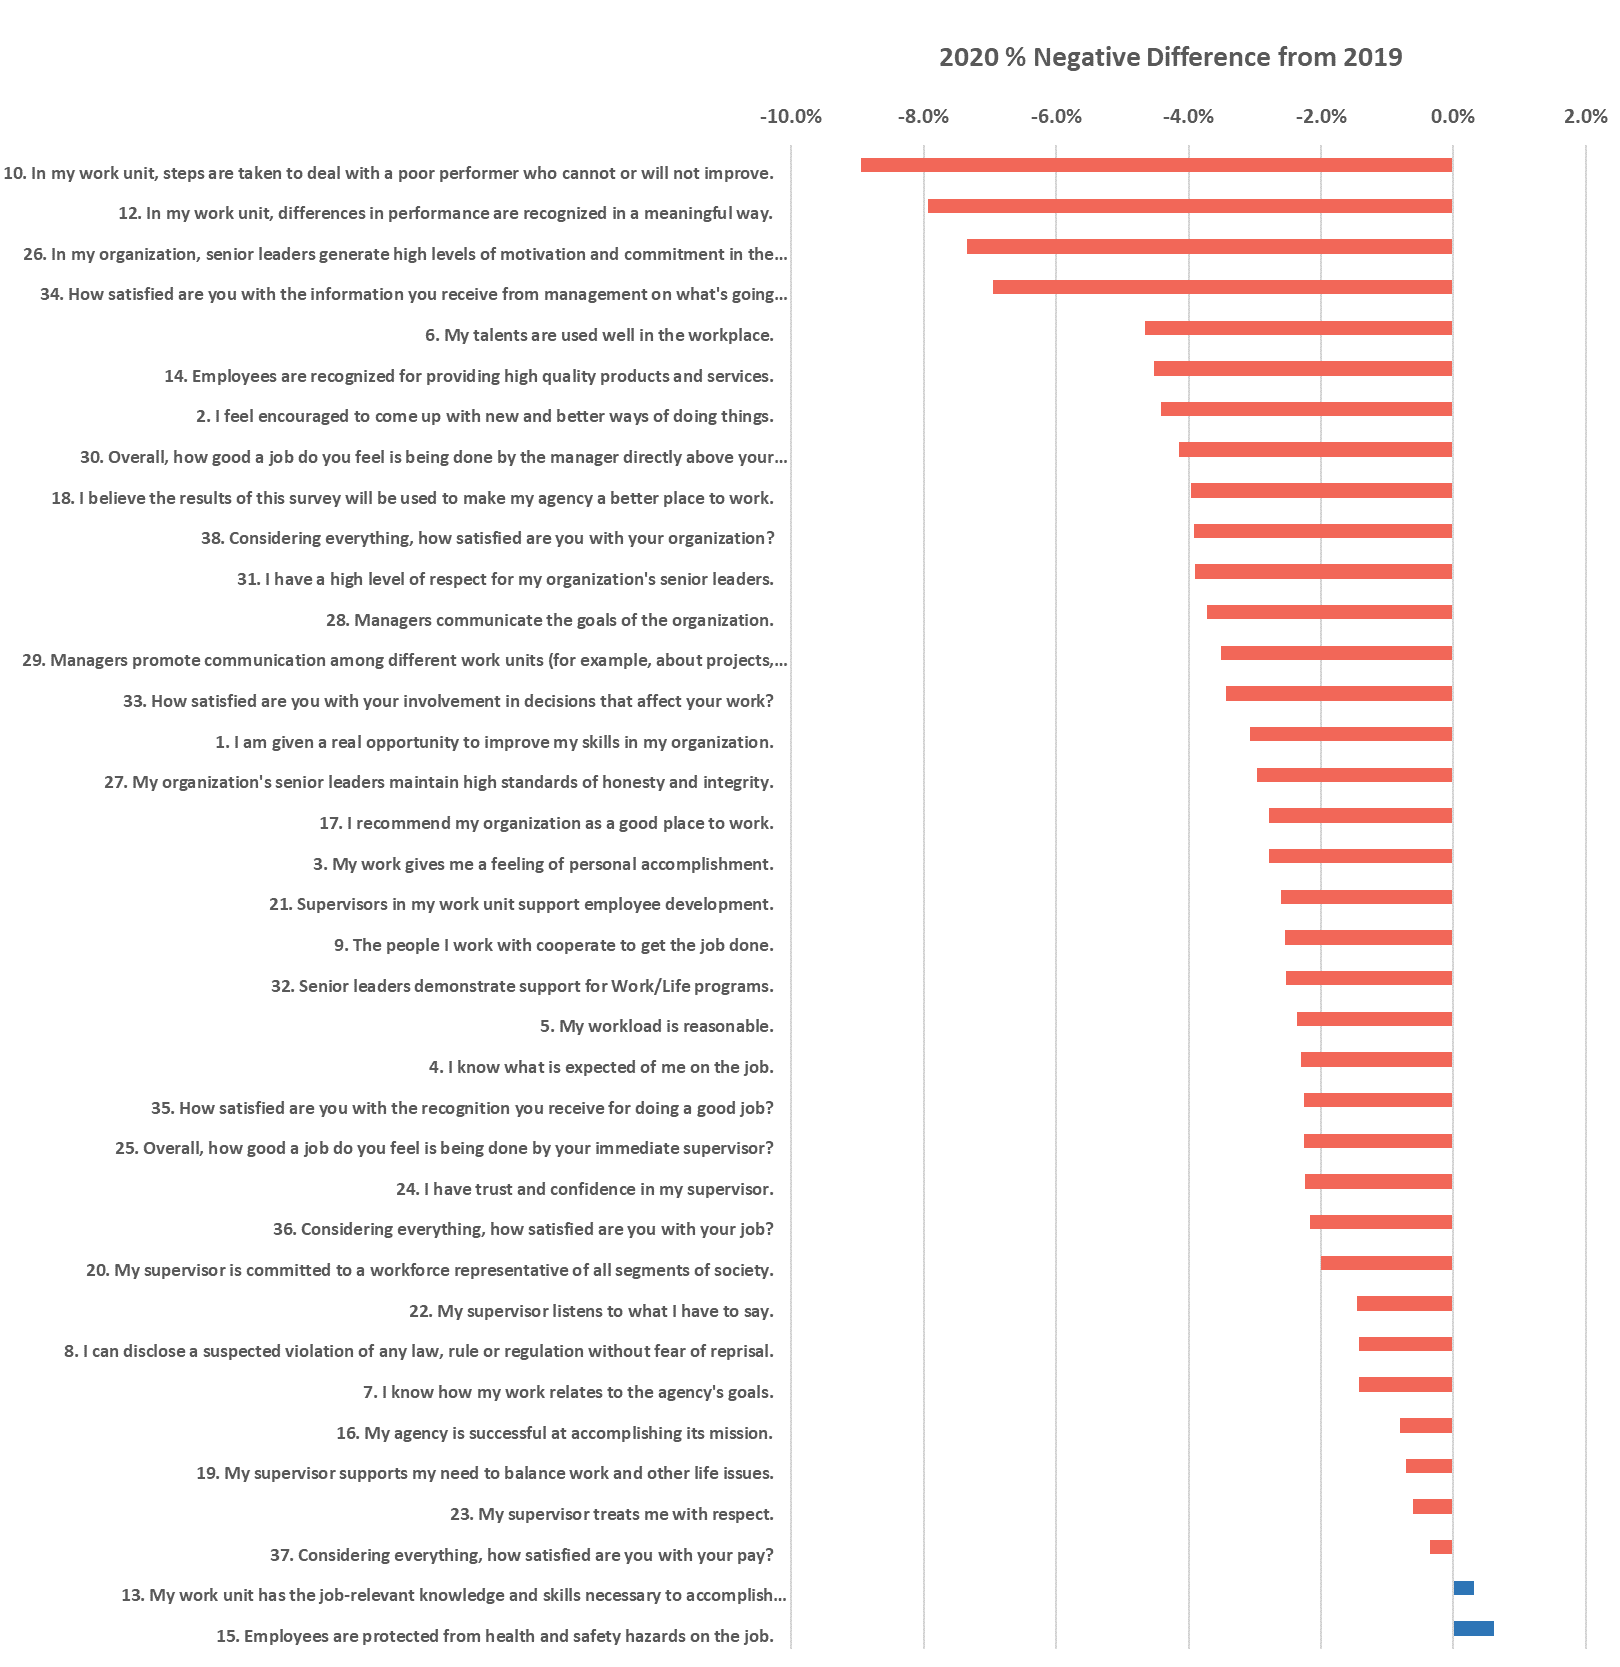 2020 % Negative Difference from 2019
-10.0% -8.0% -6.0% -4.0% -2.0% 0.0% 2.0%
10. In my work unit, steps are taken to deal with a poor performer who cannot or will not improve.
12. In my work unit, differences in performance are recognized in a meaningful way.
26. In my organization, senior leaders generate high levels of motivation and commitment in the...
34. How satisfied are you with the information you receive from management on what's going...
6. My talents are used well in the workplace.
14. Employees are recognized for providing high quality products and services.
2. I feel encouraged to come up with new and better ways of doing things.
30. Overall, how good a job do you feel is being done by the manager directly above your...
18. I believe the results of this survey will be used to make my agency a better place to work.
38. Considering everything, how satisfied are you with your organization?
31. I have a high level of respect for my organization's senior leaders.
28. Managers communicate the goals of the organization.
29. Managers promote communication among different work units (for example, about projects,...
33. How satisfied are you with your involvement in decisions that affect your work?
1. I am given a real opportunity to improve my skills in my organization.
27. My organization's senior leaders maintain high standards of honesty and integrity.
17. I recommend my organization as a good place to work.
3. My work gives me a feeling of personal accomplishment.
21. Supervisors in my work unit support employee development.
9. The people I work with cooperate to get the job done.
32. Senior leaders demonstrate support for Work/Life programs.
5. My workload is reasonable.
4. I know what is expected of me on the job.
35. How satisfied are you with the recognition you receive for doing a good job?
25. Overall, how good a job do you feel is being done by your immediate supervisor?
24. I have trust and confidence in my supervisor.
36. Considering everything, how satisfied are you with your job?
20. My supervisor is committed to a workforce representative of all segments of society.
22. My supervisor listens to what I have to say.
8. I can disclose a suspected violation of any law, rule or regulation without fear of reprisal.
7. I know how my work relates to the agency's goals.
16. My agency is successful at accomplishing its mission.
19. My supervisor supports my need to balance work and other life issues.
23. My supervisor treats me with respect.
37. Considering everything, how satisfied are you with your pay?
13. My work unit has the job-relevant knowledge and skills necessary to accomplish...
15. Employees are protected from health and safety hazards on the job.